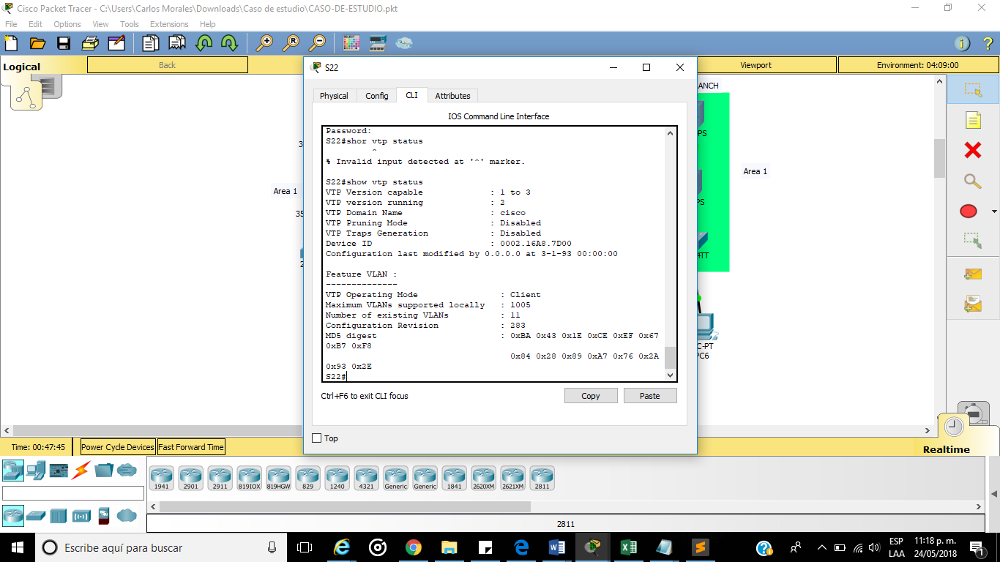 Cisco Packet Tracer - C:\Users\Carlos Morales\Downloads\Caso de estudio\CASO-DE-ESTUDIO.pkt
File Edit Options View Tools Extensions Help
Logical
Back
Viewport
Environment: 04:09:00
S22
Physical Config CLI Attributes
IOS Command Line Interface
Password:
S22#shor vtp status
^
% Invalid input detected at '^' marker.
S22#show vtp status
VTP Version capable : 1 to 3
VTP version running : 2
VTP Domain Name : cisco
VTP Pruning Mode : Disabled
VTP Traps Generation : Disabled
Device ID : 0002.16A8.7D00
Configuration last modified by 0.0.0.0 at 3-1-93 00:00:00
Feature VLAN :
--------------
VTP Operating Mode : Client
Maximum VLANs supported locally : 1005
Number of existing VLANs : 11
Configuration Revision : 283
MD5 digest : 0xBA 0x43 0x1E 0xCE 0xEF 0x67
0xB7 0xF8
0x84 0x28 0x89 0xA7 0x76 0x2A
0x93 0x2E
S22#
Ctrl+F6 to exit CLI focus
Copy
Paste
Top
3
Area 1
35
2
ANCH
PS
Area 1
PS
ATT
C-PT
PC6
Time: 00:47:45
Power Cycle Devices
Fast Forward Time
Realtime
1941 2901 2911 819IOX 819HGW 829 1240 4321 Generic Generic 1841 2620XM 2621XM 2811
2811
Escribe aquí para buscar
ESP
LAA
11:18 p. m.
24/05/2018
1